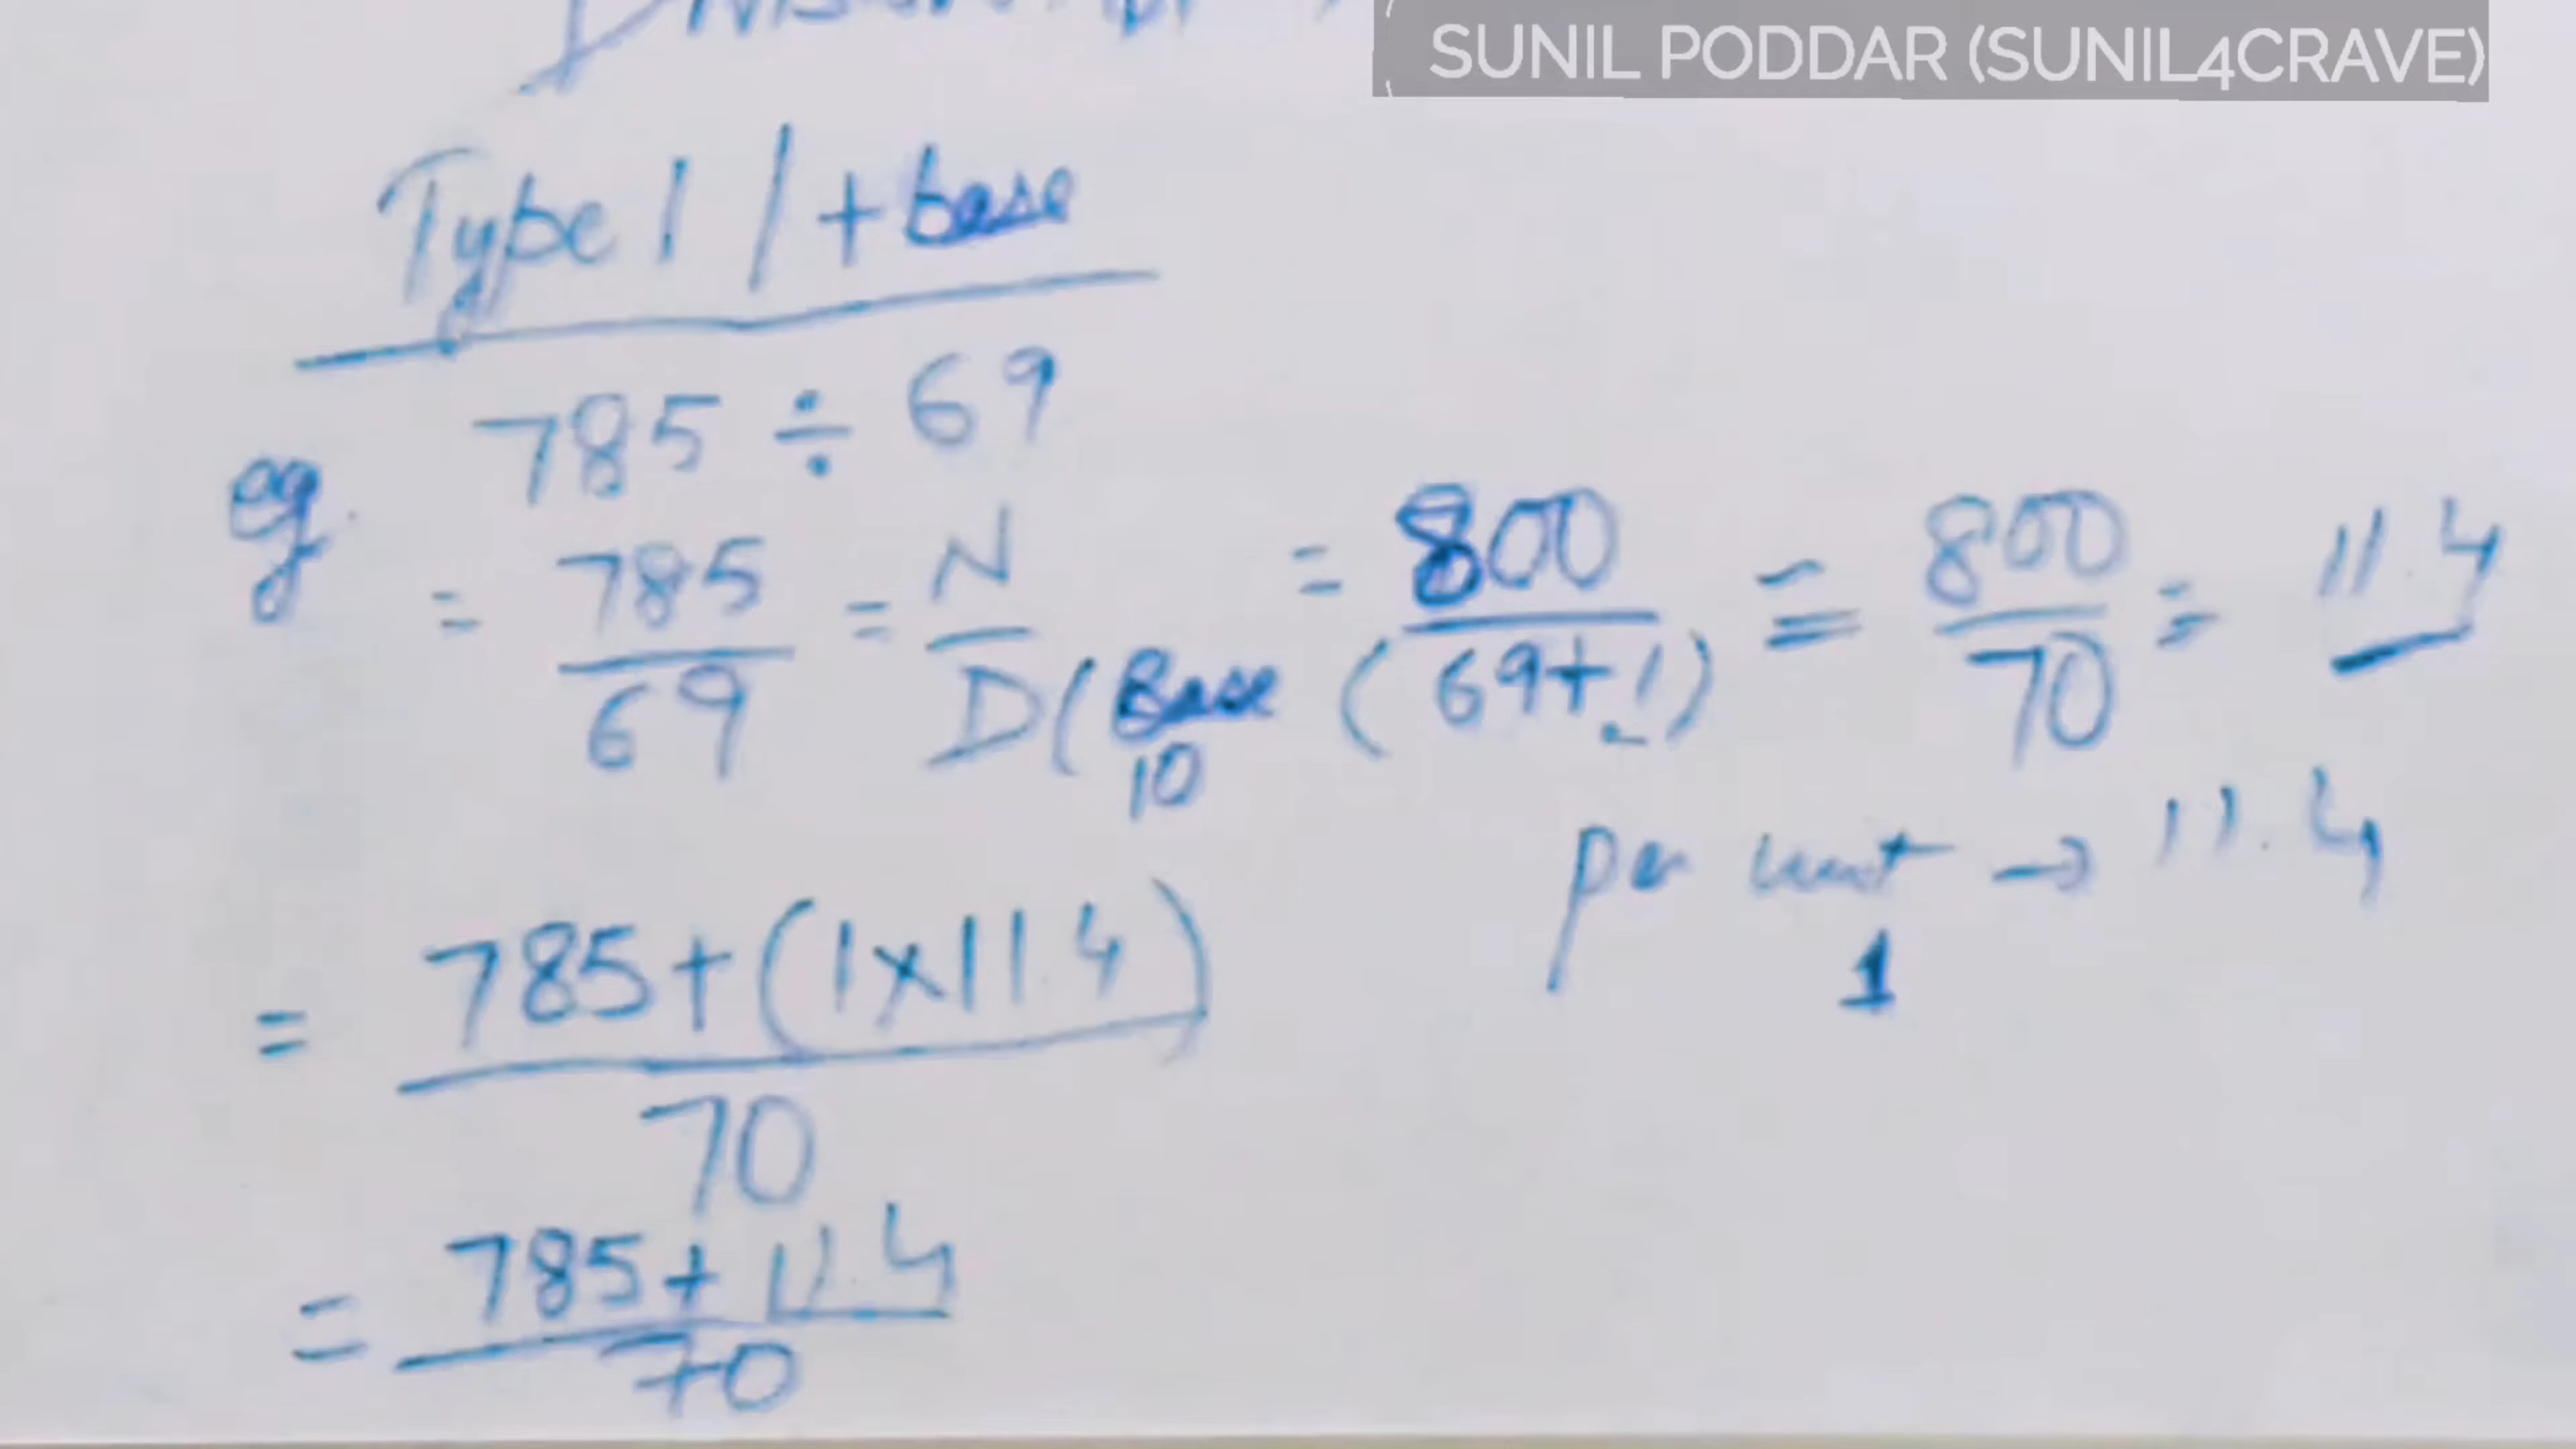 SUNIL PODDAR (SUNIL4CRAVE)
Type 1 / + base
785 ÷ 69
eg.
= 785/69 = N/D (Base 10 = 800/(69+1) = 800/70 = 11.4
per unit → 11.4
1
= 785+(1×11.4)/70
= 785+11.4/70